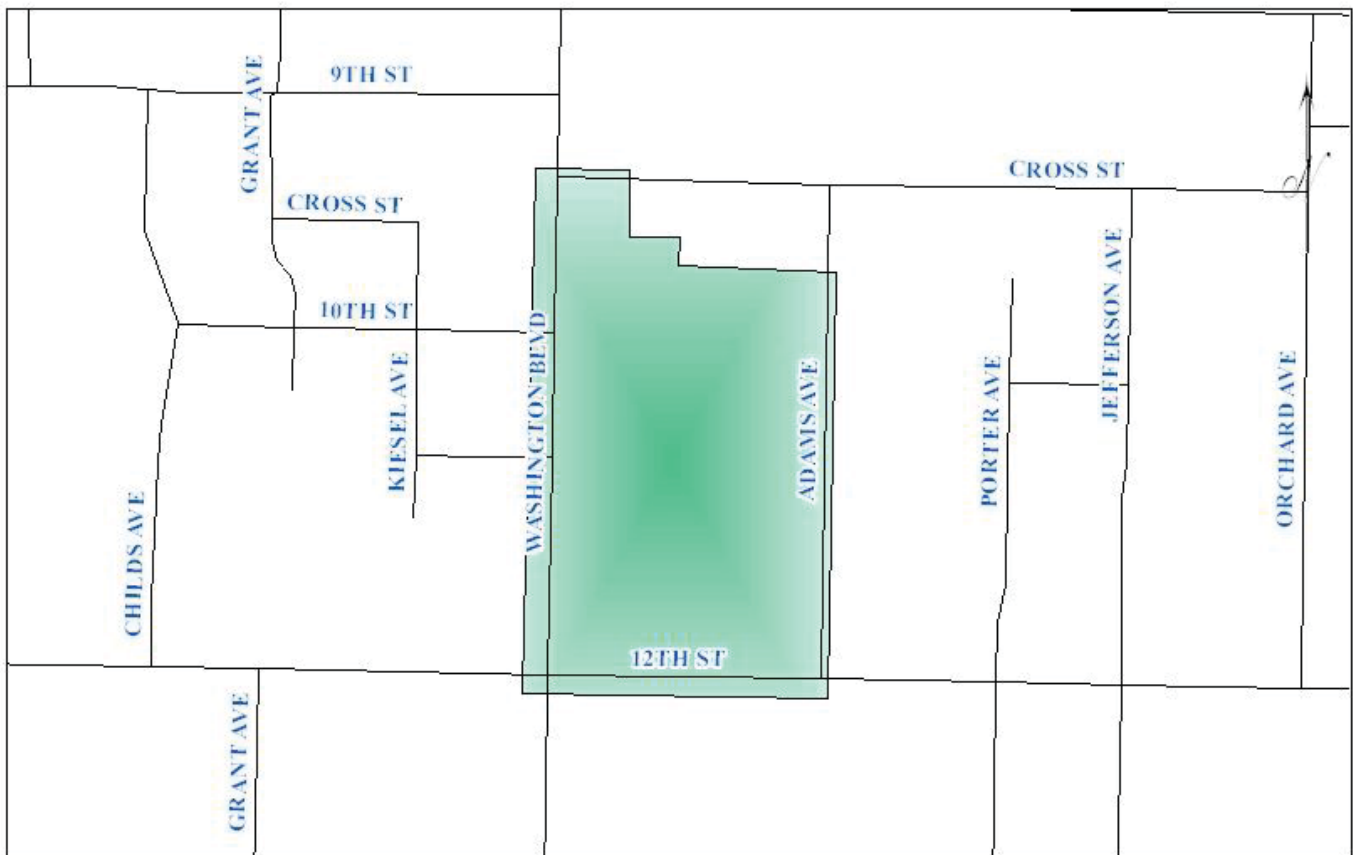 9TH ST
GRANT AVE
CROSS ST
CROSS ST
10TH ST
KIESEL AVE
WASHINGTON BLVD
ADAMS AVE
PORTER AVE
JEFFERSON AVE
ORCHARD AVE
CHILDS AVE
12TH ST
GRANT AVE
N